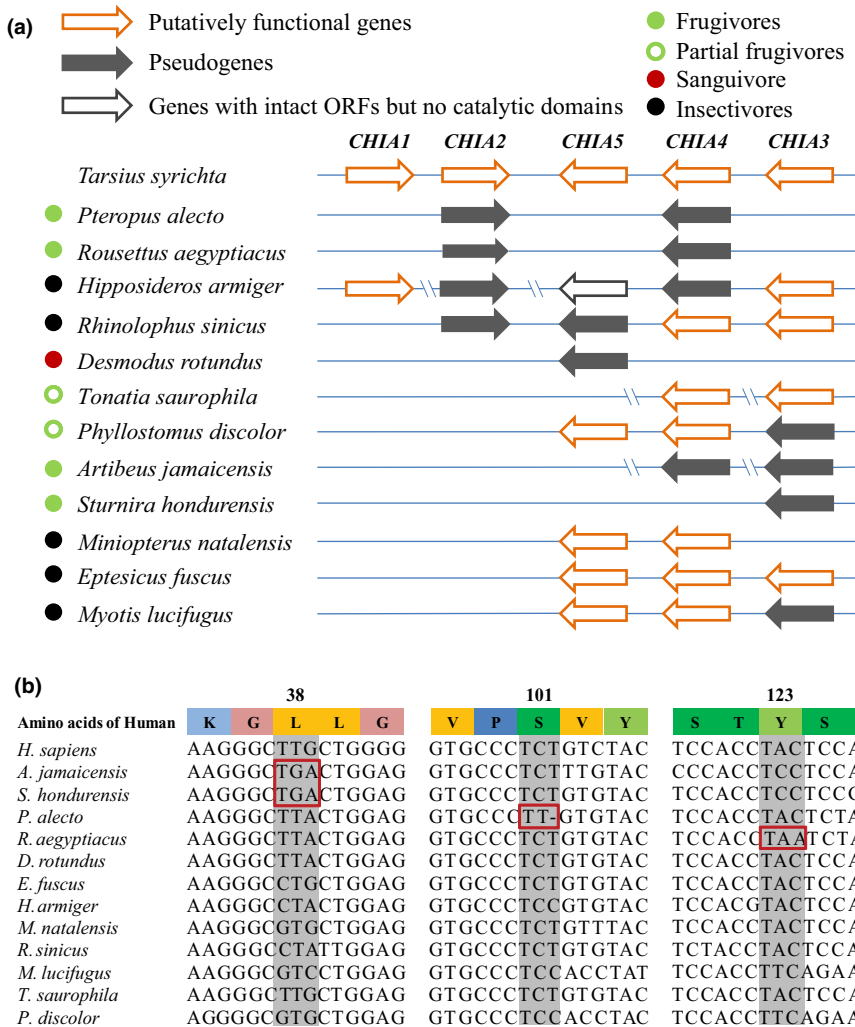 (a)
Putatively functional genes
Pseudogenes
Genes with intact ORFs but no catalytic domains
Frugivores
Partial frugivores
Sanguivore
Insectivores
CHIA1 CHIA2 CHIA5 CHIA4 CHIA3
Tarsius syrichta
Pteropus alecto
Rousettus aegyptiacus
Hipposideros armiger
Rhinolophus sinicus
Desmodus rotundus
Tonatia saurophila
Phyllostomus discolor
Artibeus jamaicensis
Sturnira hondurensis
Miniopterus natalensis
Eptesicus fuscus
Myotis lucifugus
(b)
38 101 123
Amino acids of Human K G L L G V P S V Y S T Y S
H. sapiens AAGGGCTTGCTGGGG GTGCCCTCTGTCTAC TCCACCTACTCCA
A. jamaicensis AAGGGCTGACTGGAG GTGCCCTCTTTGTAC CCCACCTCCTCCA
S. hondurensis AAGGGCTGACTGGAG GTGCCCTCTGTGTAC TCCACCTCCTCCC
P. alecto AAGGGCTTACTGGAG GTGCCCTT-GTGTAC TCCACCTACTCTA
R. aegyptiacus AAGGGCTTACTGGAG GTGCCCTCTGTGTAC TCCACCTAATCTA
D. rotundus AAGGGCTTACTGGAG GTGCCCTCTGTGTAC TCCACCTACTCCA
E. fuscus AAGGGCCTGCTGGAG GTGCCCTCTGTGTAC TCCACCTACTCCA
H. armiger AAGGGCCTACTGGAG GTGCCCTCCGTGTAC TCCACGTACTCCA
M. natalensis AAGGGCGTGCTGGAG GTGCCCTCTGTTTAC TCCACCTACTCCA
R. sinicus AAGGGCCTATTGGAG GTGCCCTCTGTGTAC TCTACCTACTCCA
M. lucifugus AAGGGCGTCCTGGAG GTGCCCTCCACCTAT TCCACCTTCAGAA
T. saurophila AAGGGCTTGCTGGAG GTGCCCTCTGTGTAC TCCACCTACTCCA
P. discolor AGGGGCGTGCTGGAG GTGCCCTCCACCTAC TCCACCTTCAGAA